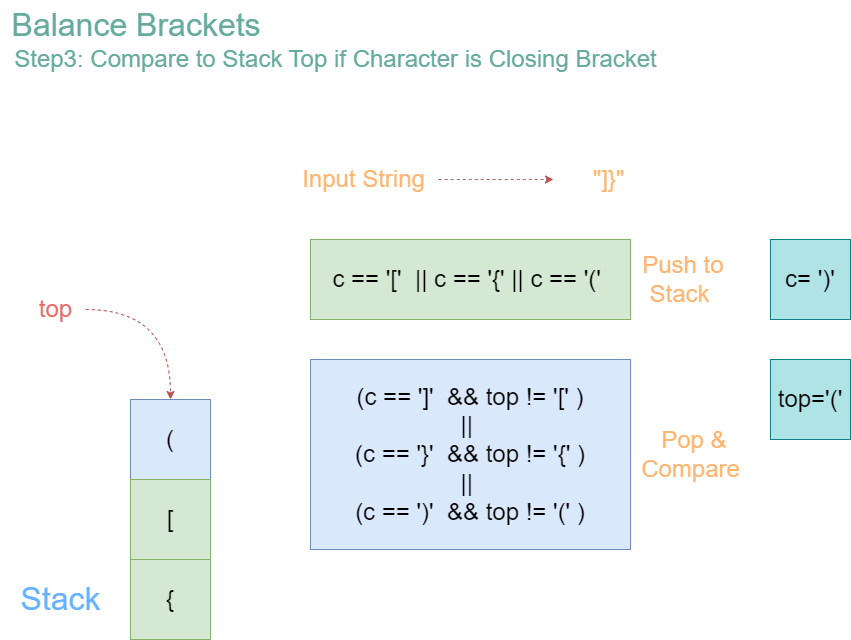 Balance Brackets
Step3: Compare to Stack Top if Character is Closing Bracket
Input String
"]}"
c == '[' || c == '{' || c == '('
Push to
Stack
c= ')'
top
(c == ']' && top != '[' )
||
(c == '}' && top != '{' )
||
(c == ')' && top != '(' )
Pop &
Compare
top='('
(
[
{
Stack